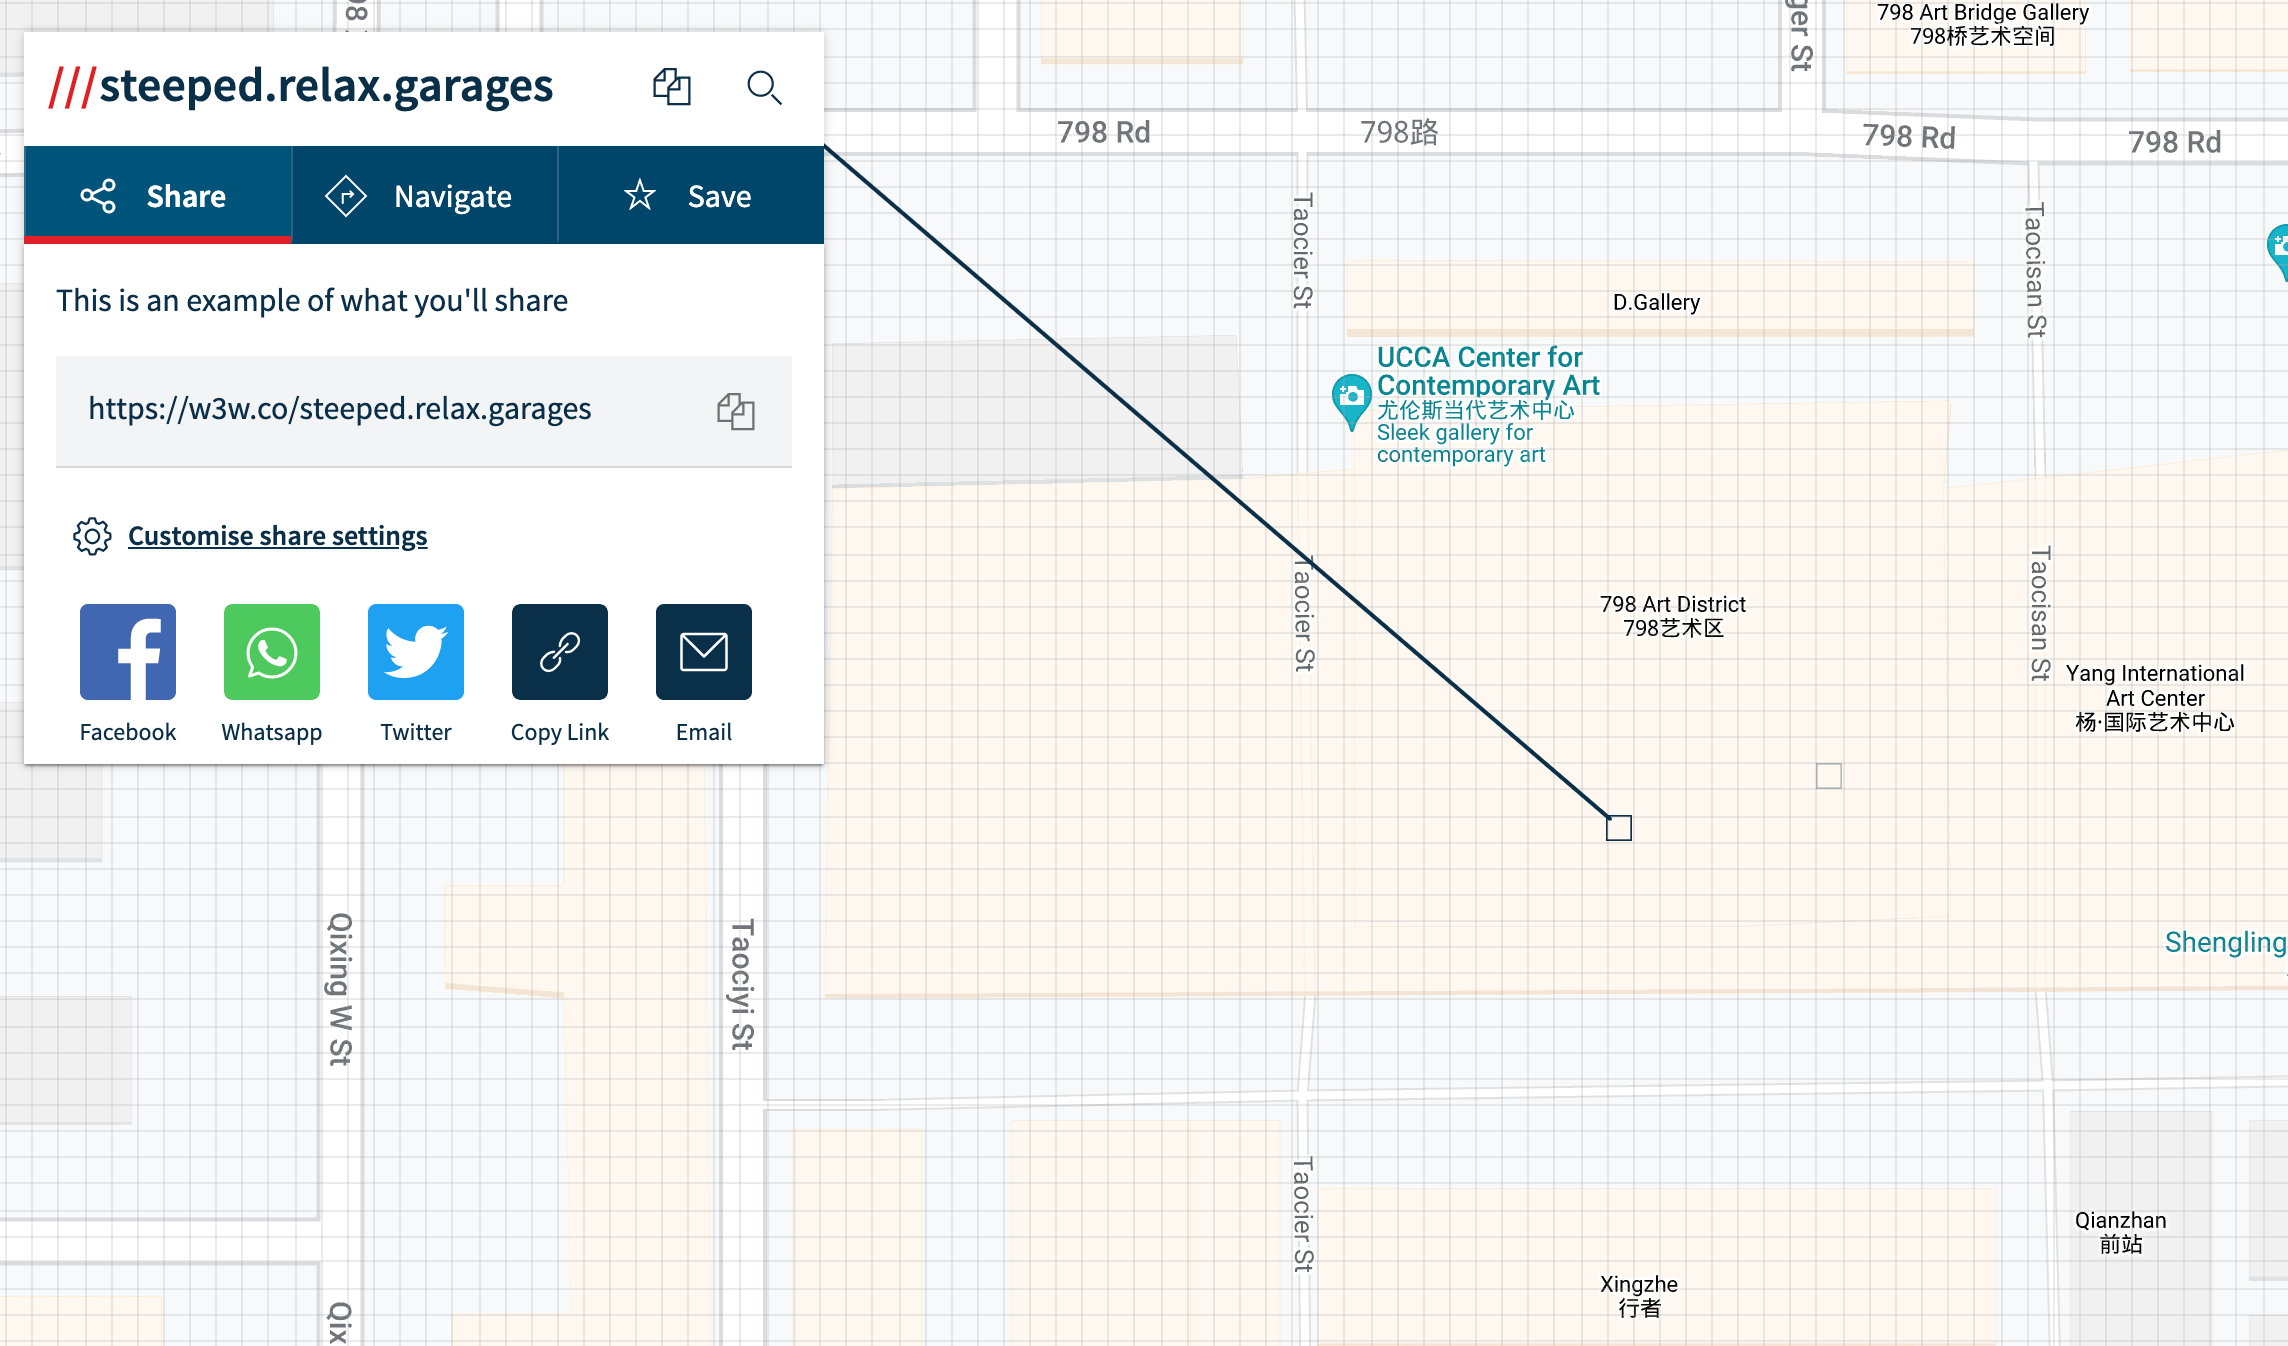 ///steeped.relax.garages
Share
Navigate
Save
This is an example of what you'll share
https://w3w.co/steeped.relax.garages
Customise share settings
Facebook
Whatsapp
Twitter
Copy Link
Email
798 Art Bridge Gallery
798桥艺术空间
798 Rd
798路
798 Rd
798 Rd
Taocier St
Taocisan St
D.Gallery
UCCA Center for
Contemporary Art
尤伦斯当代艺术中心
Sleek gallery for
contemporary art
Taocier St
Taocisan St
798 Art District
798艺术区
Yang International
Art Center
杨·国际艺术中心
Qixing W St
Taociyi St
Shengling
Taocier St
Qianzhan
前站
Xingzhe
行者
Qix
ger St